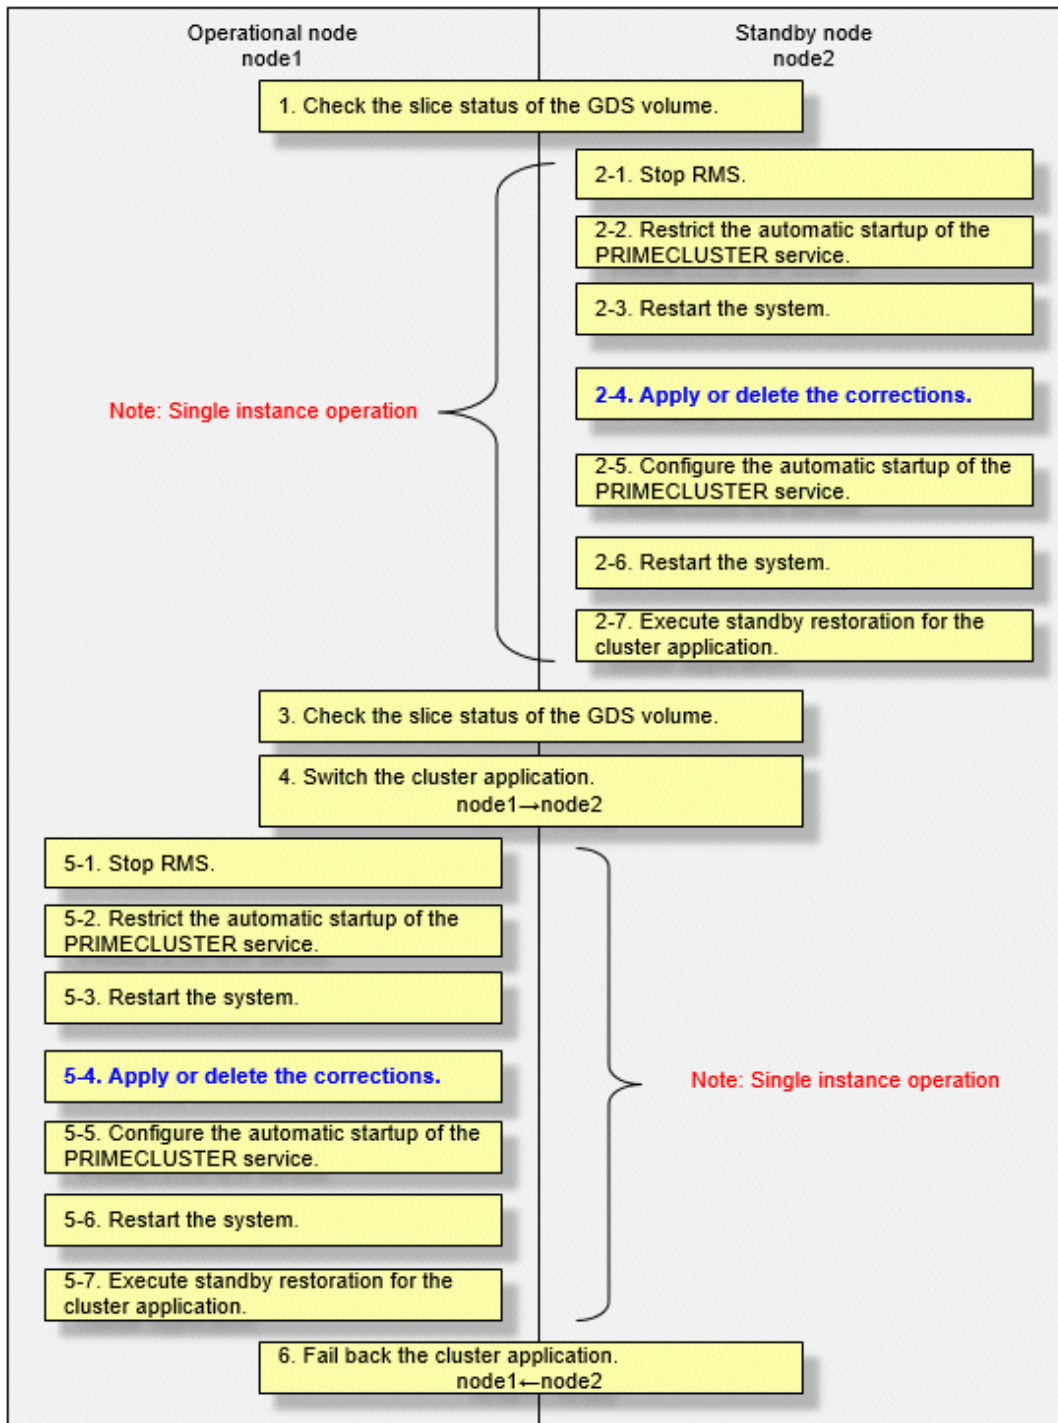 Operational node
node1
Standby node
node2
1. Check the slice status of the GDS volume.
2-1. Stop RMS.
2-2. Restrict the automatic startup of the
PRIMECLUSTER service.
2-3. Restart the system.
Note: Single instance operation
2-4. Apply or delete the corrections.
2-5. Configure the automatic startup of the
PRIMECLUSTER service.
2-6. Restart the system.
2-7. Execute standby restoration for the
cluster application.
3. Check the slice status of the GDS volume.
4. Switch the cluster application.
node1→node2
5-1. Stop RMS.
5-2. Restrict the automatic startup of the
PRIMECLUSTER service.
5-3. Restart the system.
5-4. Apply or delete the corrections.
Note: Single instance operation
5-5. Configure the automatic startup of the
PRIMECLUSTER service.
5-6. Restart the system.
5-7. Execute standby restoration for the
cluster application.
6. Fail back the cluster application.
node1←node2